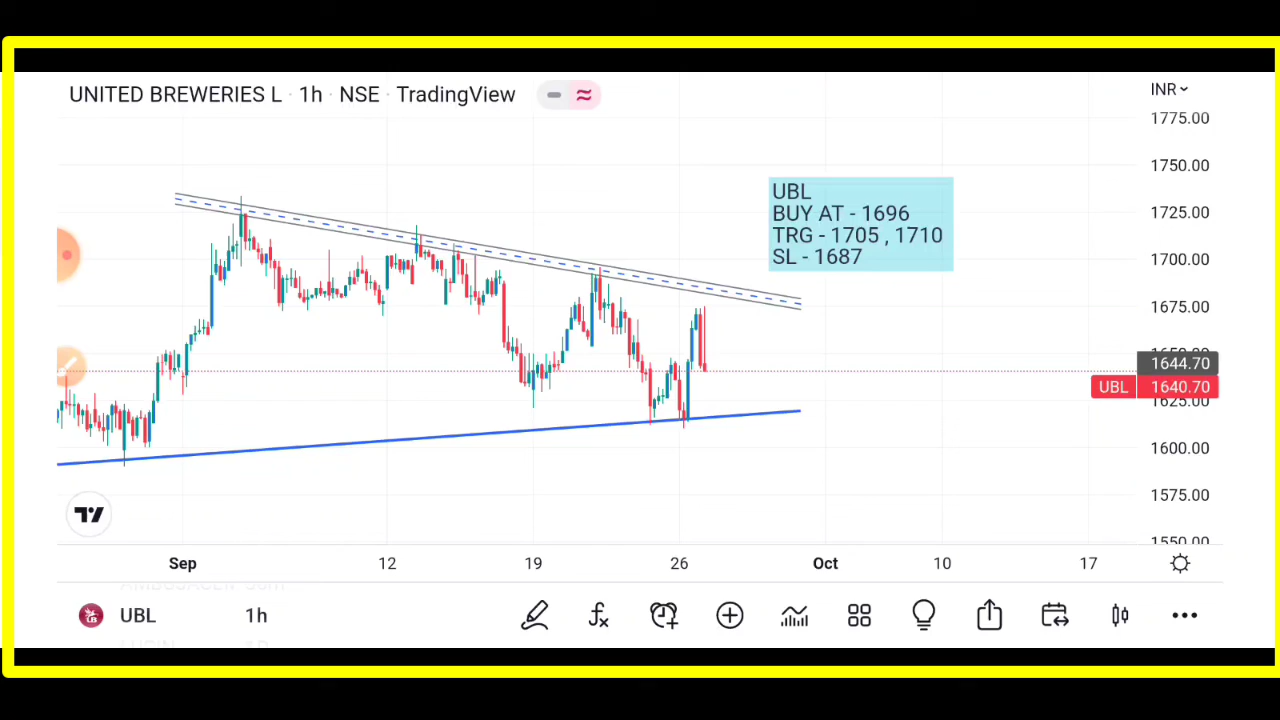 UNITED BREWERIES L · 1h · NSE · TradingView
INR
1775.00
1750.00
1725.00
1700.00
1675.00
1644.70
UBL 1640.70
1625.00
1600.00
1575.00
1550.00
UBL
BUY AT - 1696
TRG - 1705 , 1710
SL - 1687
Sep 12 19 26 Oct 10 17
UBL 1h